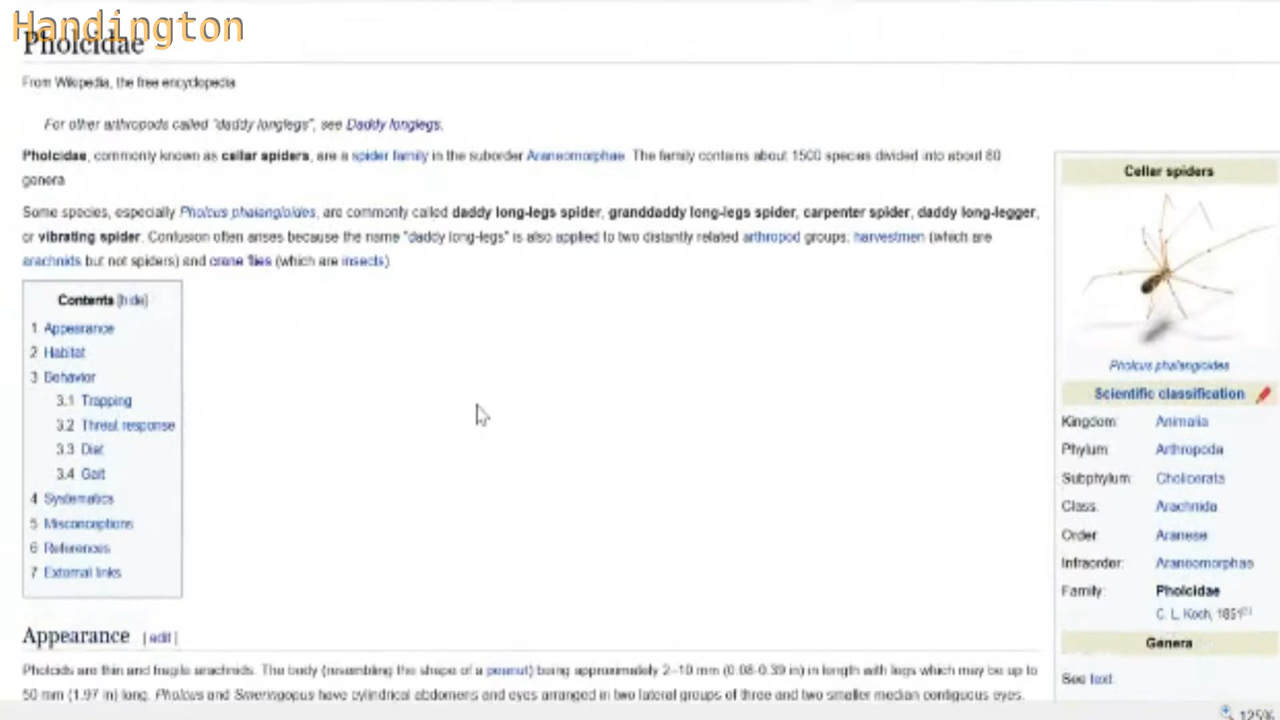 Handington
Pholcidae
From Wikipedia, the free encyclopedia
For other arthropods called "daddy longlegs", see Daddy longlegs.
Pholcidae, commonly known as cellar spiders, are a spider family in the suborder Araneomorphae. The family contains about 1500 species divided into about 80
genera
Some species, especially Pholcus phalangioides, are commonly called daddy long-legs spider, granddaddy long-legs spider, carpenter spider, daddy long-legger,
or vibrating spider. Confusion often arises because the name "daddy long-legs" is also applied to two distantly related arthropod groups: harvestmen (which are
arachnids but not spiders) and crane flies (which are insects)
Contents [hide]
1 Appearance
2 Habitat
3 Behavior
3.1 Trapping
3.2 Threat response
3.3 Diet
3.4 Gait
4 Systematics
5 Misconceptions
6 References
7 External links
Appearance [edit]
Pholcids are thin and fragile arachnids. The body (resembling the shape of a peanut) being approximately 2–10 mm (0.08-0.39 in) in length with legs which may be up to
50 mm (1.97 in) long. Pholcus and Smeringopus have cylindrical abdomens and eyes arranged in two lateral groups of three and two smaller median contiguous eyes.
Cellar spiders
Pholcus phalangioides
Scientific classification
Kingdom: Animalia
Phylum: Arthropoda
Subphylum: Chelicerata
Class: Arachnida
Order: Araneae
Infraorder: Araneomorphae
Family: Pholcidae
C. L. Koch, 1851[1]
Genera
See text
125%